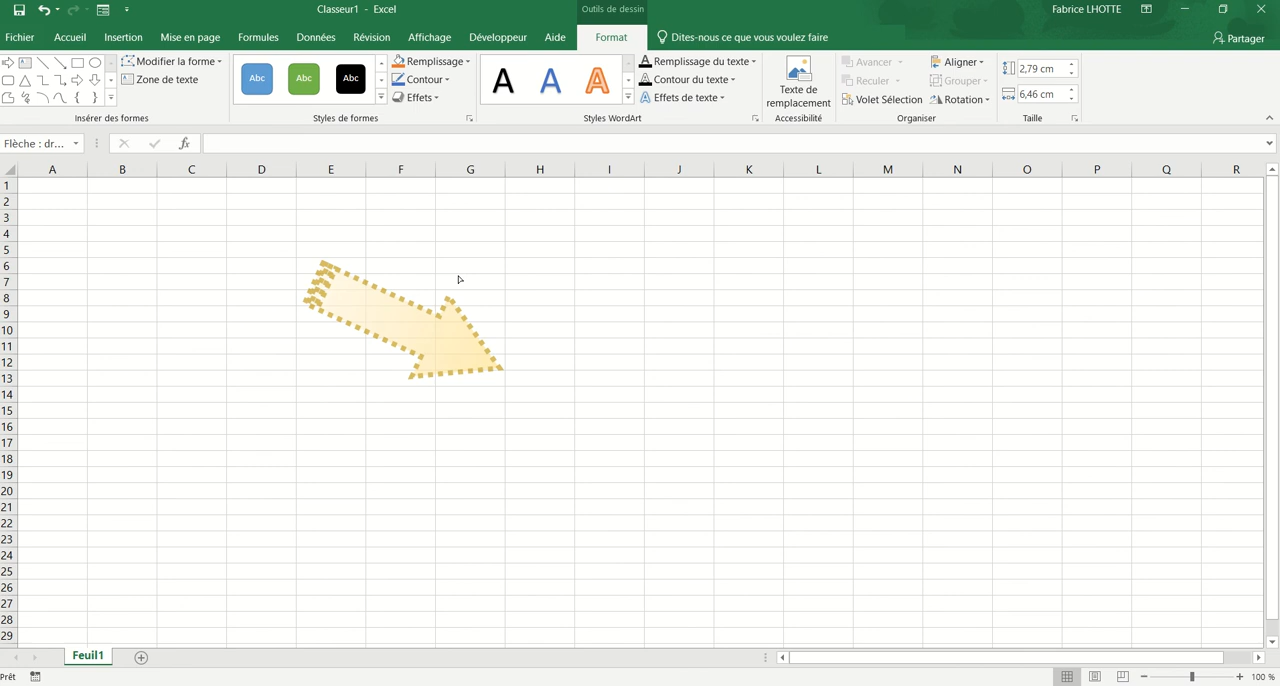 Classeur1 - Excel
Outils de dessin
Fabrice LHOTTE
Fichier Accueil Insertion Mise en page Formules Données Révision Affichage Développeur Aide Format Dites-nous ce que vous voulez faire Partager
Modifier la forme
Zone de texte
Insérer des formes
Abc Abc Abc
Remplissage
Contour
Effets
Styles de formes
A A A
A Remplissage du texte
A Contour du texte
A Effets de texte
Styles WordArt
Texte de
remplacement
Accessibilité
Avancer
Reculer
Volet Sélection
Aligner
Grouper
Rotation
Organiser
2,79 cm
6,46 cm
Taille
Flèche : dr...
fx
A B C D E F G H I J K L M N O P Q R
1
2
3
4
5
6
7
8
9
10
11
12
13
14
15
16
17
18
19
20
21
22
23
24
25
26
27
28
29
Feuil1
Prêt
100 %